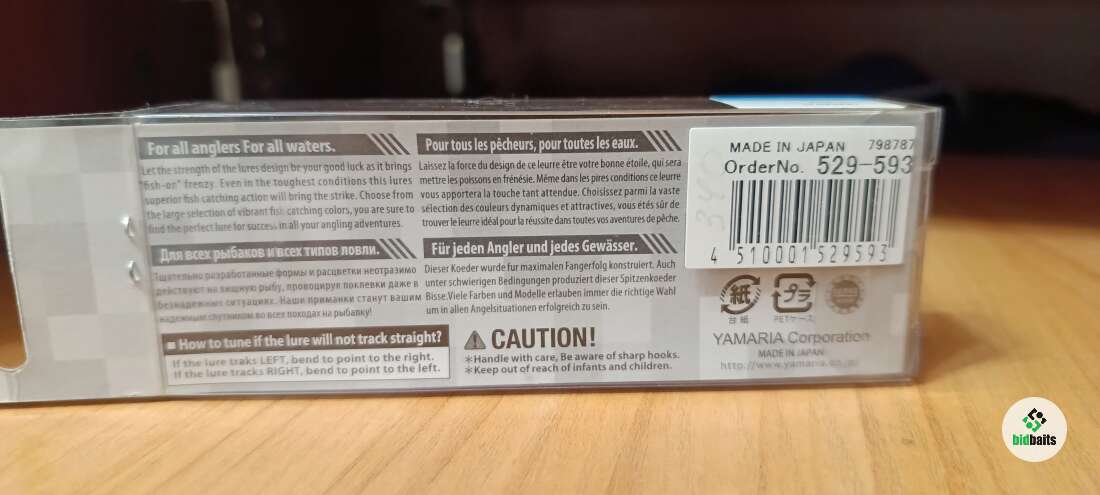 For all anglers For all waters.
Let the strength of the lures design be your good luck as it brings
"fish-on" frenzy. Even in the toughest conditions this lures
superior fish catching action will bring the strike. Choose from
the large selection of vibrant fish catching colors, you are sure to
find the perfect lure for success in all your angling adventures.
Pour tous les pêcheurs, pour toutes les eaux.
Laissez la force du design de ce leurre être votre bonne étoile, qui sera
mettre les poissons en frénésie. Même dans les pires conditions ce leurre
vous apportera la touche tant attendue. Choisissez parmi la vaste
sélection des couleurs dynamiques et attractives, vous étés sûr de
trouver le leurre idéal pour la réussite dans toutes vos aventures de pêche.
Для всех рыбаков и всех типов ловли.
Тщательно разработанные формы и расцветки неотразимо
действуют на хищную рыбу, провоцируя поклевки даже в
безнадежных ситуациях. Наши приманки станут вашим
надежным спутником во всех походах на рыбалку!
Für jeden Angler und jedes Gewässer.
Dieser Koeder wurde fur maximalen Fangerfolg konstruiert. Auch
unter schwierigen Bedingungen produziert dieser Spitzenkoeder
Bisse.Viele Farben und Modelle erlauben immer die richtige Wahl
um in allen Angelsituationen erfolgreich zu sein.
■ How to tune if the lure will not track straight?
If the lure traks LEFT, bend to point to the right.
If the lure tracks RIGHT, bend to point to the left.
CAUTION!
＊Handle with care, Be aware of sharp hooks.
＊Keep out of reach of infants and children.
MADE IN JAPAN 798787
OrderNo. 529-593
4 510001 529593
紙
台紙
プラ
PETケース
YAMARIA Corporation
MADE IN JAPAN
http://www.yamaria.co.jp/
bidbaits